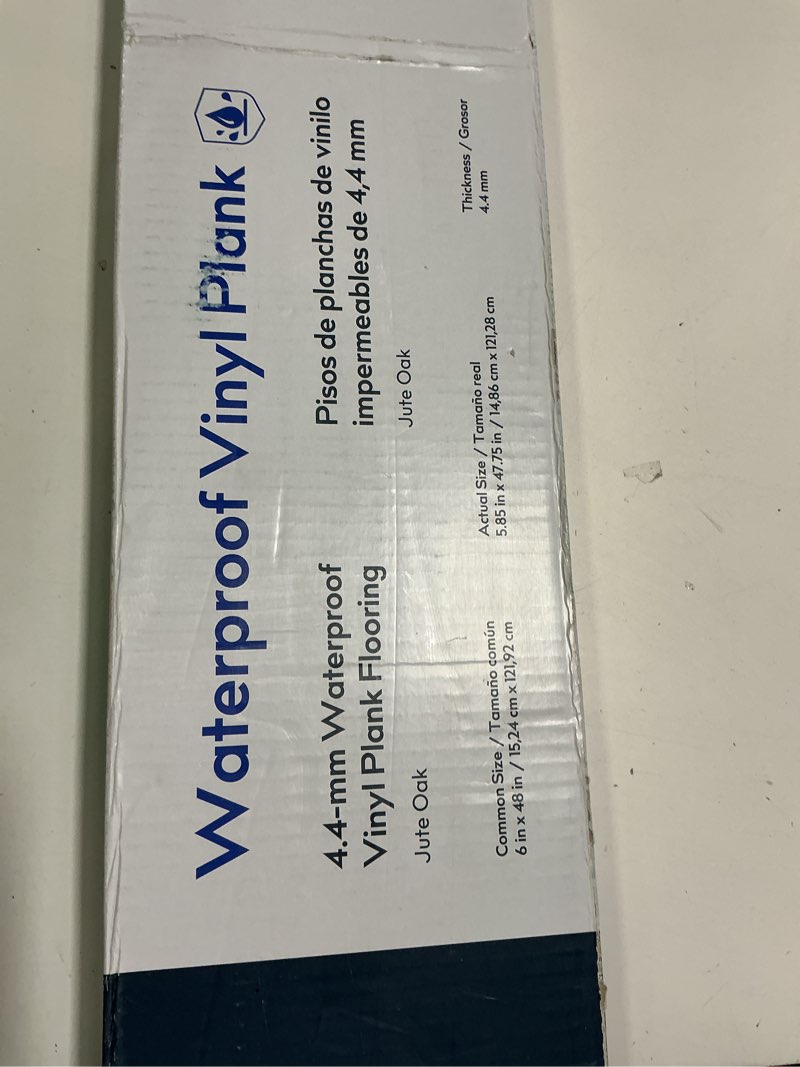 Waterproof Vinyl Plank
4.4-mm Waterproof
Vinyl Plank Flooring
Jute Oak
Pisos de planchas de vinilo
impermeables de 4,4 mm
Jute Oak
Common Size / Tamaño común
6 in x 48 in / 15,24 cm x 121,92 cm
Actual Size / Tamaño real
5.85 in x 47.75 in / 14,86 cm x 121,28 cm
Thickness / Grosor
4.4 mm